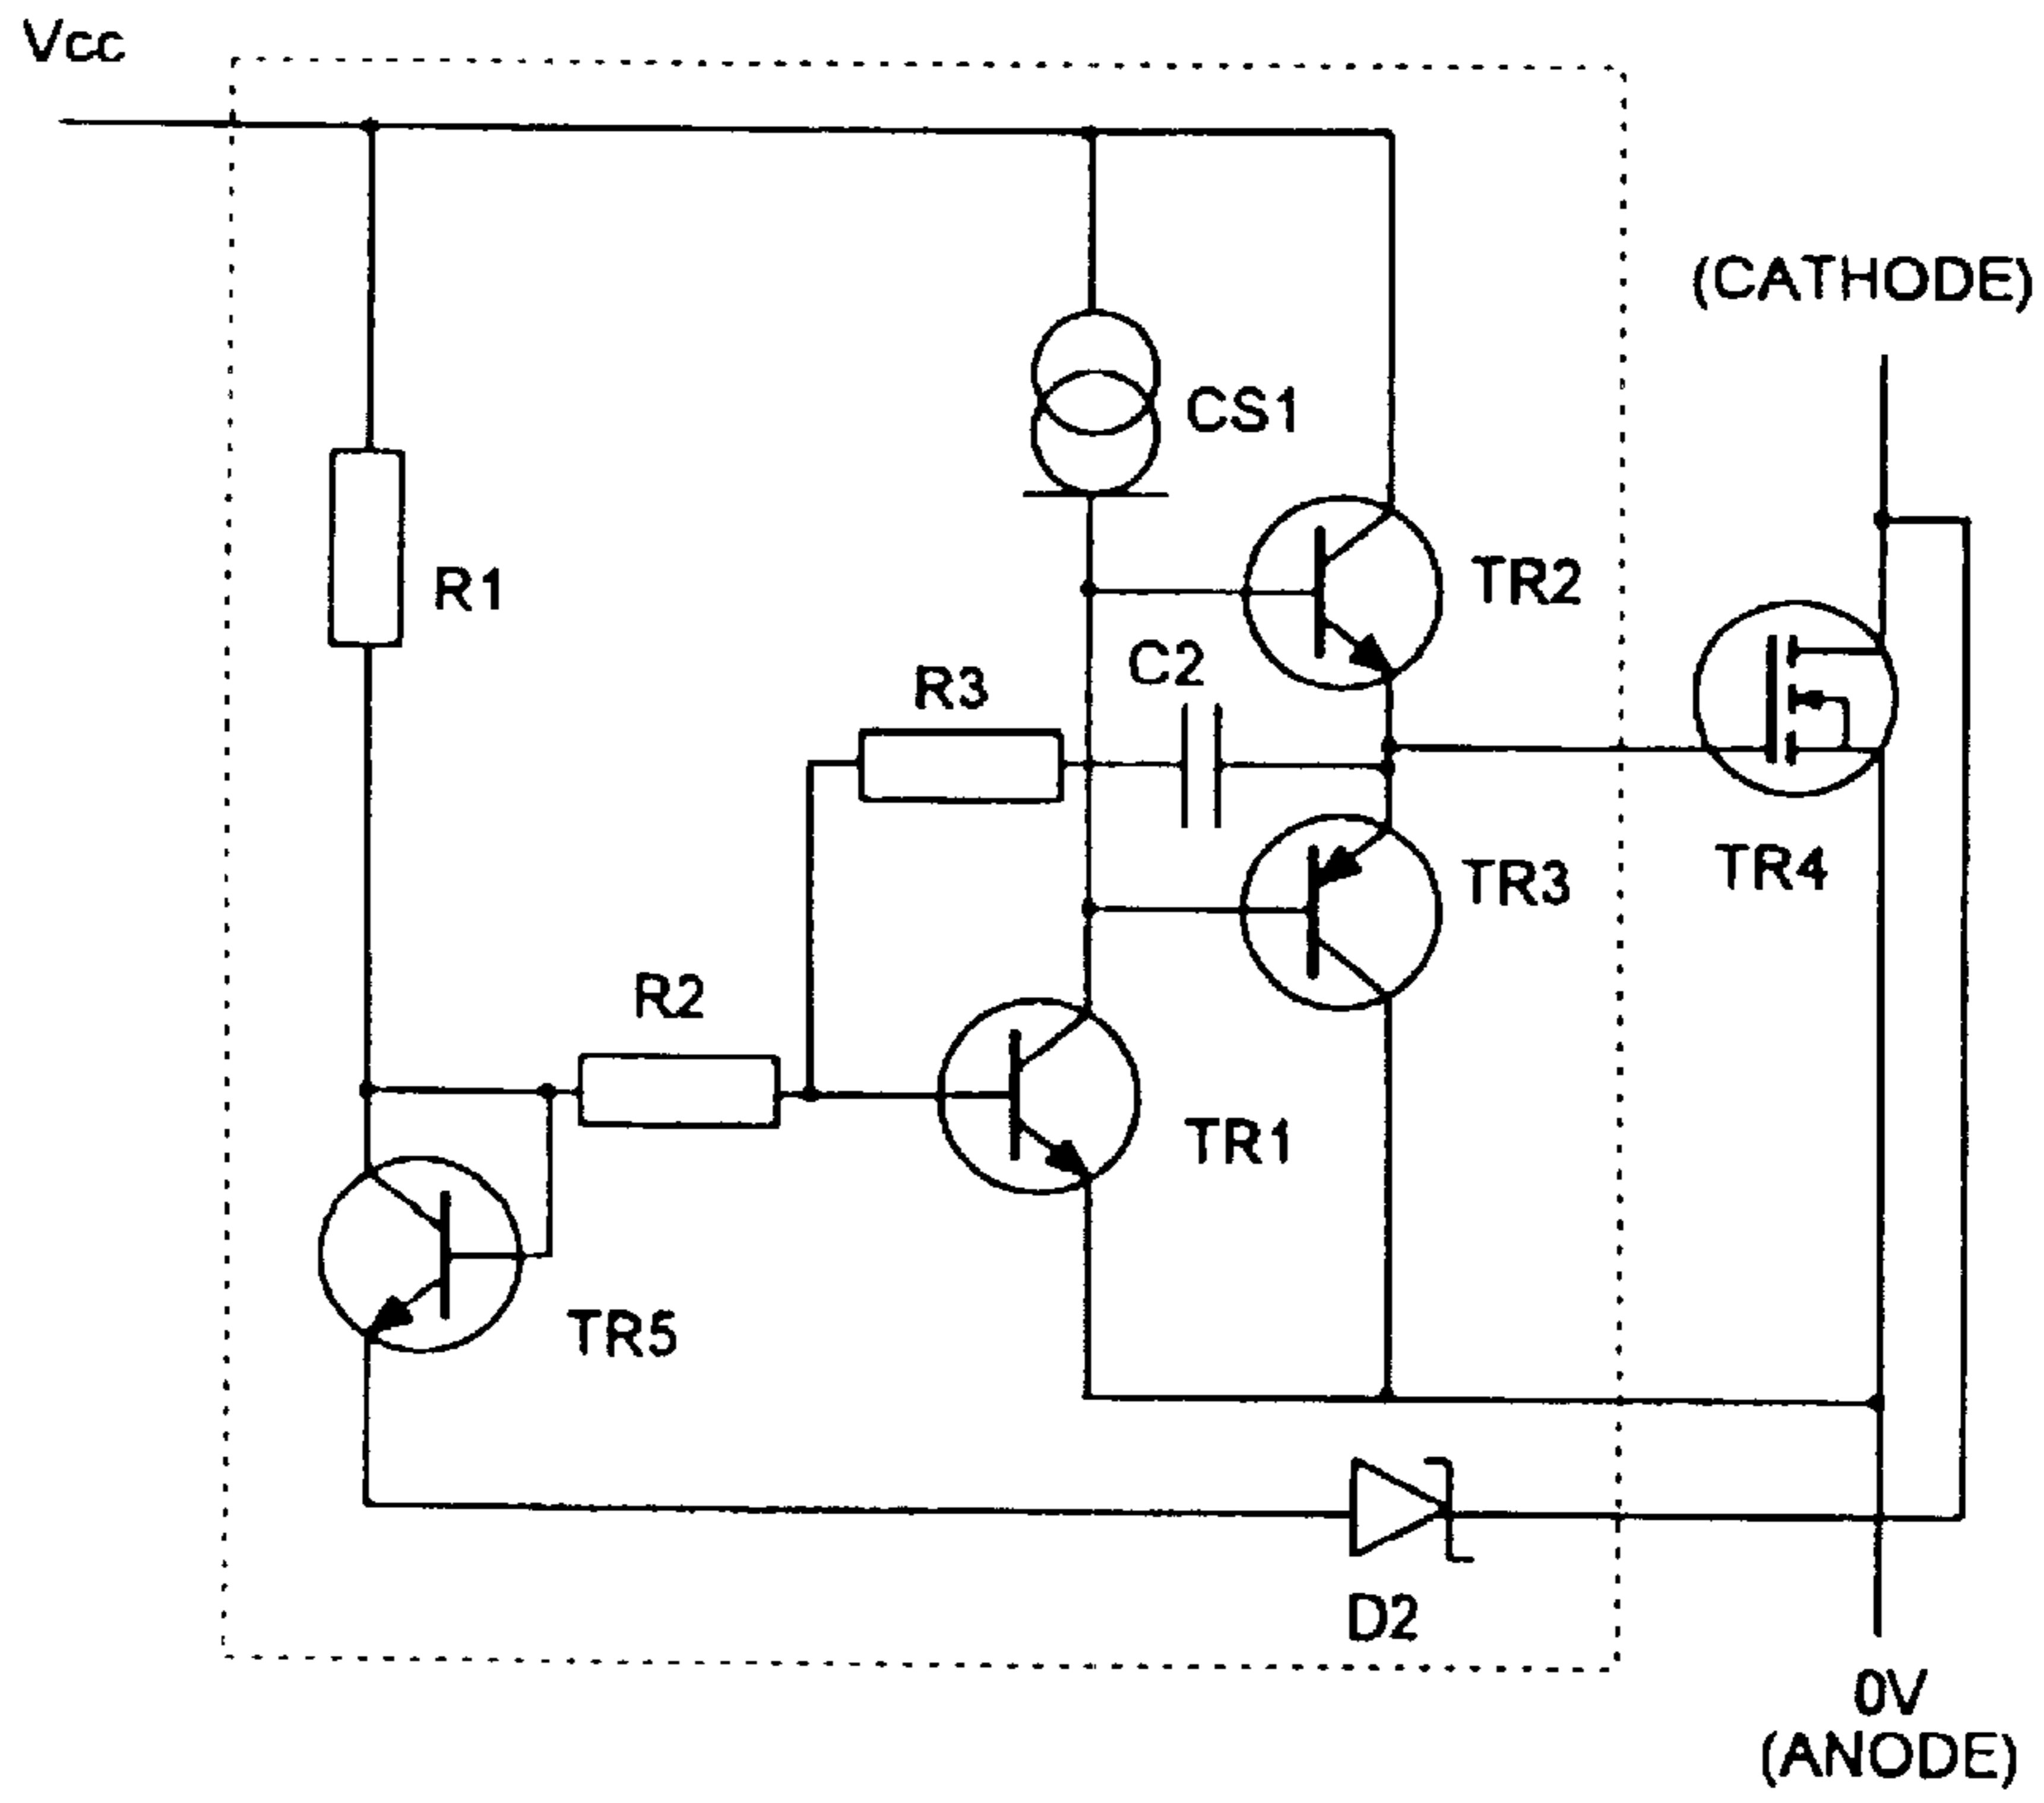 Vcc
(CATHODE)
CS1
TR2
R1
C2
R3
TR3
TR4
R2
TR1
TR5
D2
0V
(ANODE)